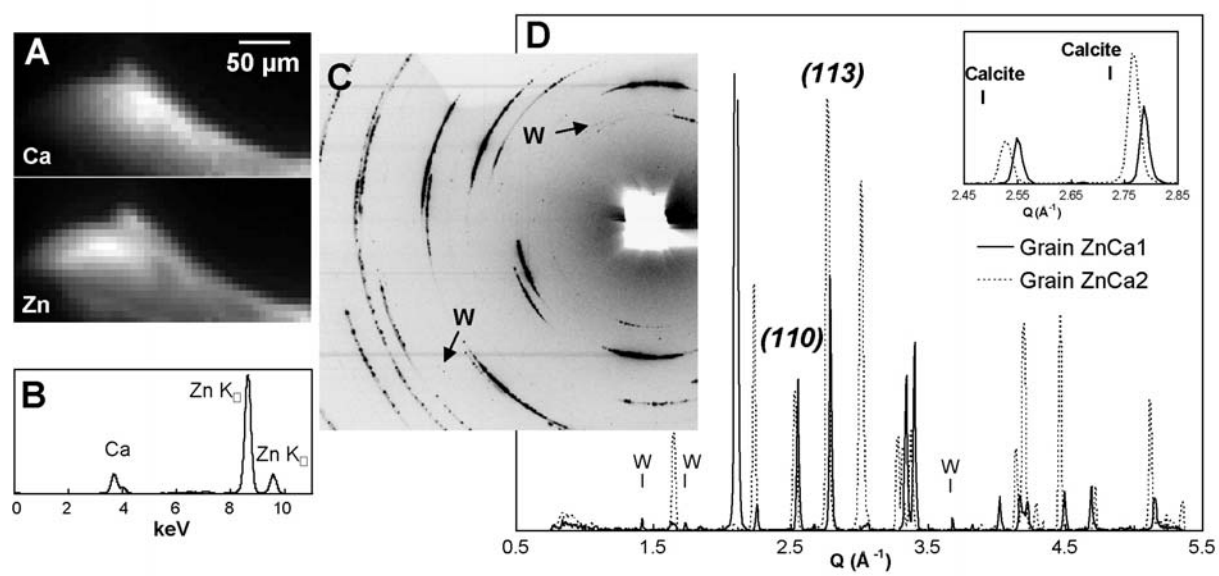 A
50 µm
Ca
Zn
B
Zn K□
Ca
Zn K□
0 2 4 6 8 10
keV
C
W
W
D
(113)
(110)
W
W
W
0.5 1.5 2.5 3.5 4.5 5.5
Q (Å⁻¹)
Calcite
Calcite
2.45 2.55 2.65 2.75 2.85
Q (Å⁻¹)
Grain ZnCa1
Grain ZnCa2